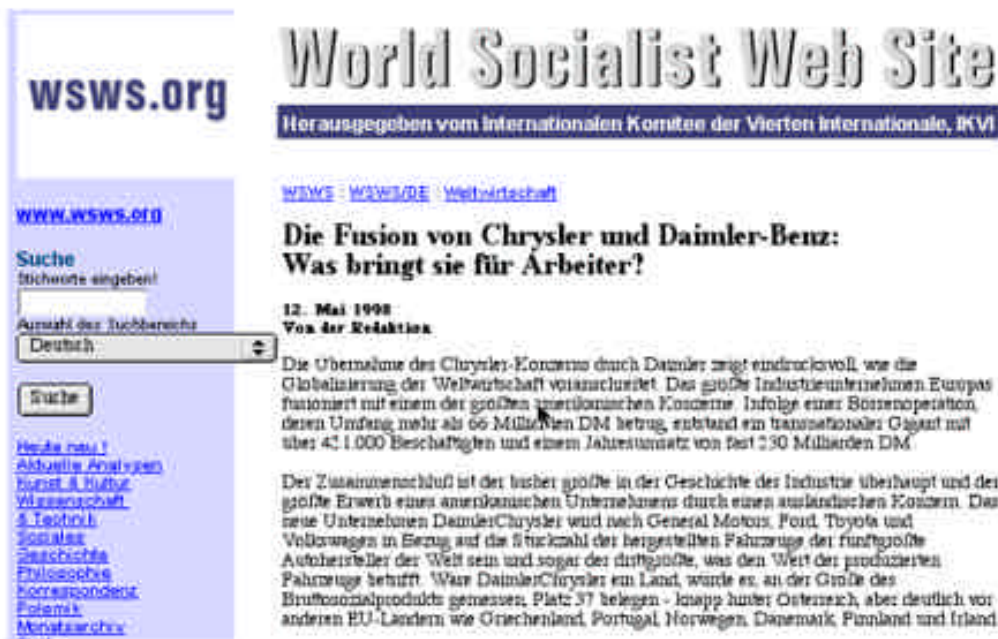 wsws.org
World Socialist Web Site
Herausgegeben vom Internationalen Komitee der Vierten Internationale, IKVI
www.wsws.org
Suche
Stichworte eingeben!
Auswahl des Suchbereichs
Deutsch
Suche
Heute neu !
Aktuelle Analysen
Kunst & Kultur
Wissenschaft
& Technik
Soziales
Geschichte
Philosophie
Korrespondenz
Polemik
Monatsarchiv
WSWS : WSWS/DE : Weltwirtschaft
Die Fusion von Chrysler und Daimler-Benz:
Was bringt sie für Arbeiter?
12. Mai 1998
Von der Redaktion
Die Übernahme des Chrysler-Konzerns durch Daimler zeigt eindrucksvoll, wie die
Globalisierung der Weltwirtschaft voranschreitet. Das größte Industrieunternehmen Europas
fusioniert mit einem der größten amerikanischen Konzerne. Infolge einer Börsenoperation,
deren Umfang mehr als 66 Milliarden DM betrug, entstand ein transnationaler Gigant mit
über 421.000 Beschäftigten und einem Jahresumsatz von fast 230 Milliarden DM.
Der Zusammenschluß ist der bisher größte in der Geschichte der Industrie überhaupt und der
größte Erwerb eines amerikanischen Unternehmens durch einen ausländischen Konzern. Das
neue Unternehmen DaimlerChrysler wird nach General Motors, Ford, Toyota und
Volkswagen in Bezug auf die Stückzahl der hergestellten Fahrzeuge der fünftgrößte
Autohersteller der Welt sein und sogar der drittgrößte, was den Wert der produzierten
Fahrzeuge betrifft. Wäre DaimlerChrysler ein Land, würde es, an der Größe des
Bruttosozialprodukts gemessen, Platz 37 belegen - knapp hinter Österreich, aber deutlich vor
anderen EU-Ländern wie Griechenland, Portugal, Norwegen, Dänemark, Finnland und Irland